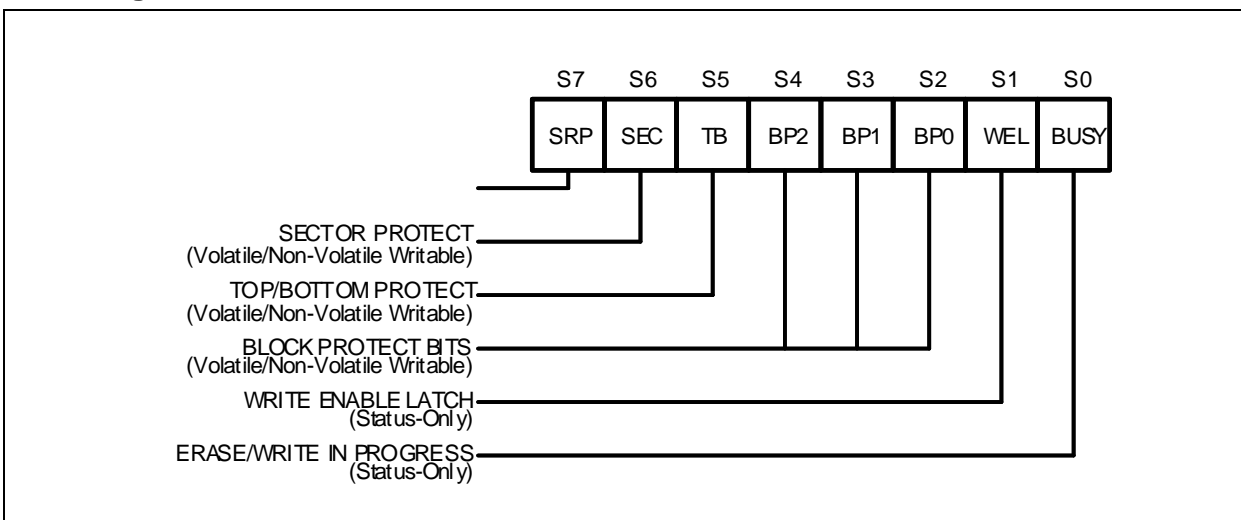 S7 S6 S5 S4 S3 S2 S1 S0
SRP SEC TB BP2 BP1 BP0 WEL BUSY
SECTOR PROTECT
(Volatile/Non-Volatile Writable)
TOP/BOTTOM PROTECT
(Volatile/Non-Volatile Writable)
BLOCK PROTECT BITS
(Volatile/Non-Volatile Writable)
WRITE ENABLE LATCH
(Status-Only)
ERASE/WRITE IN PROGRESS
(Status-Only)